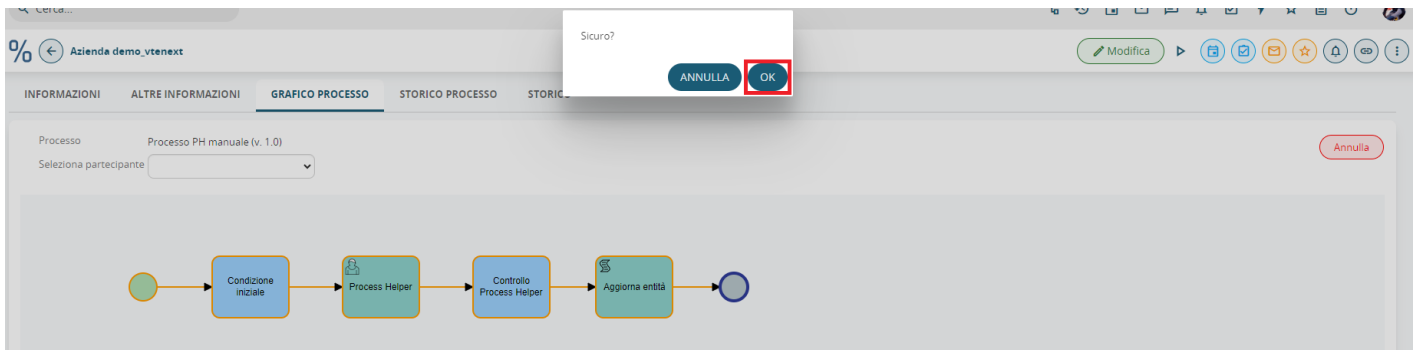 Cerca...
Sicuro?
ANNULLA OK
% Azienda demo_vtenext
Modifica
INFORMAZIONI ALTRE INFORMAZIONI GRAFICO PROCESSO STORICO PROCESSO STORICO
Processo Processo PH manuale (v. 1.0)
Annulla
Seleziona partecipante
Condizione
iniziale
Process Helper
Controllo
Process Helper
Aggiorna entità